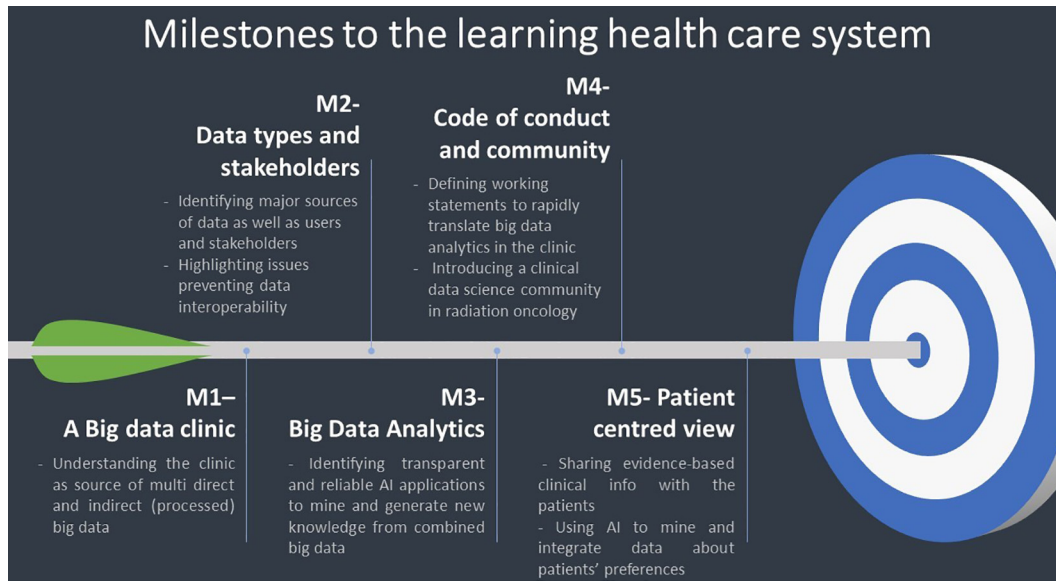 Milestones to the learning health care system
M1–
A Big data clinic
- Understanding the clinic
as source of multi direct
and indirect (processed)
big data
M2-
Data types and
stakeholders
- Identifying major sources
of data as well as users
and stakeholders
- Highlighting issues
preventing data
interoperability
M3-
Big Data Analytics
- Identifying transparent
and reliable AI applications
to mine and generate new
knowledge from combined
big data
M4-
Code of conduct
and community
- Defining working
statements to rapidly
translate big data
analytics in the clinic
- Introducing a clinical
data science community
in radiation oncology
M5- Patient
centred view
- Sharing evidence-based
clinical info with the
patients
- Using AI to mine and
integrate data about
patients’ preferences